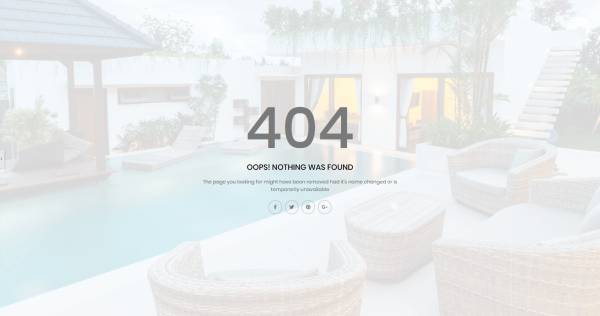 404
OOPS! NOTHING WAS FOUND
The page you looking for might have been removed had it's name changed or is
temporarily unavailable